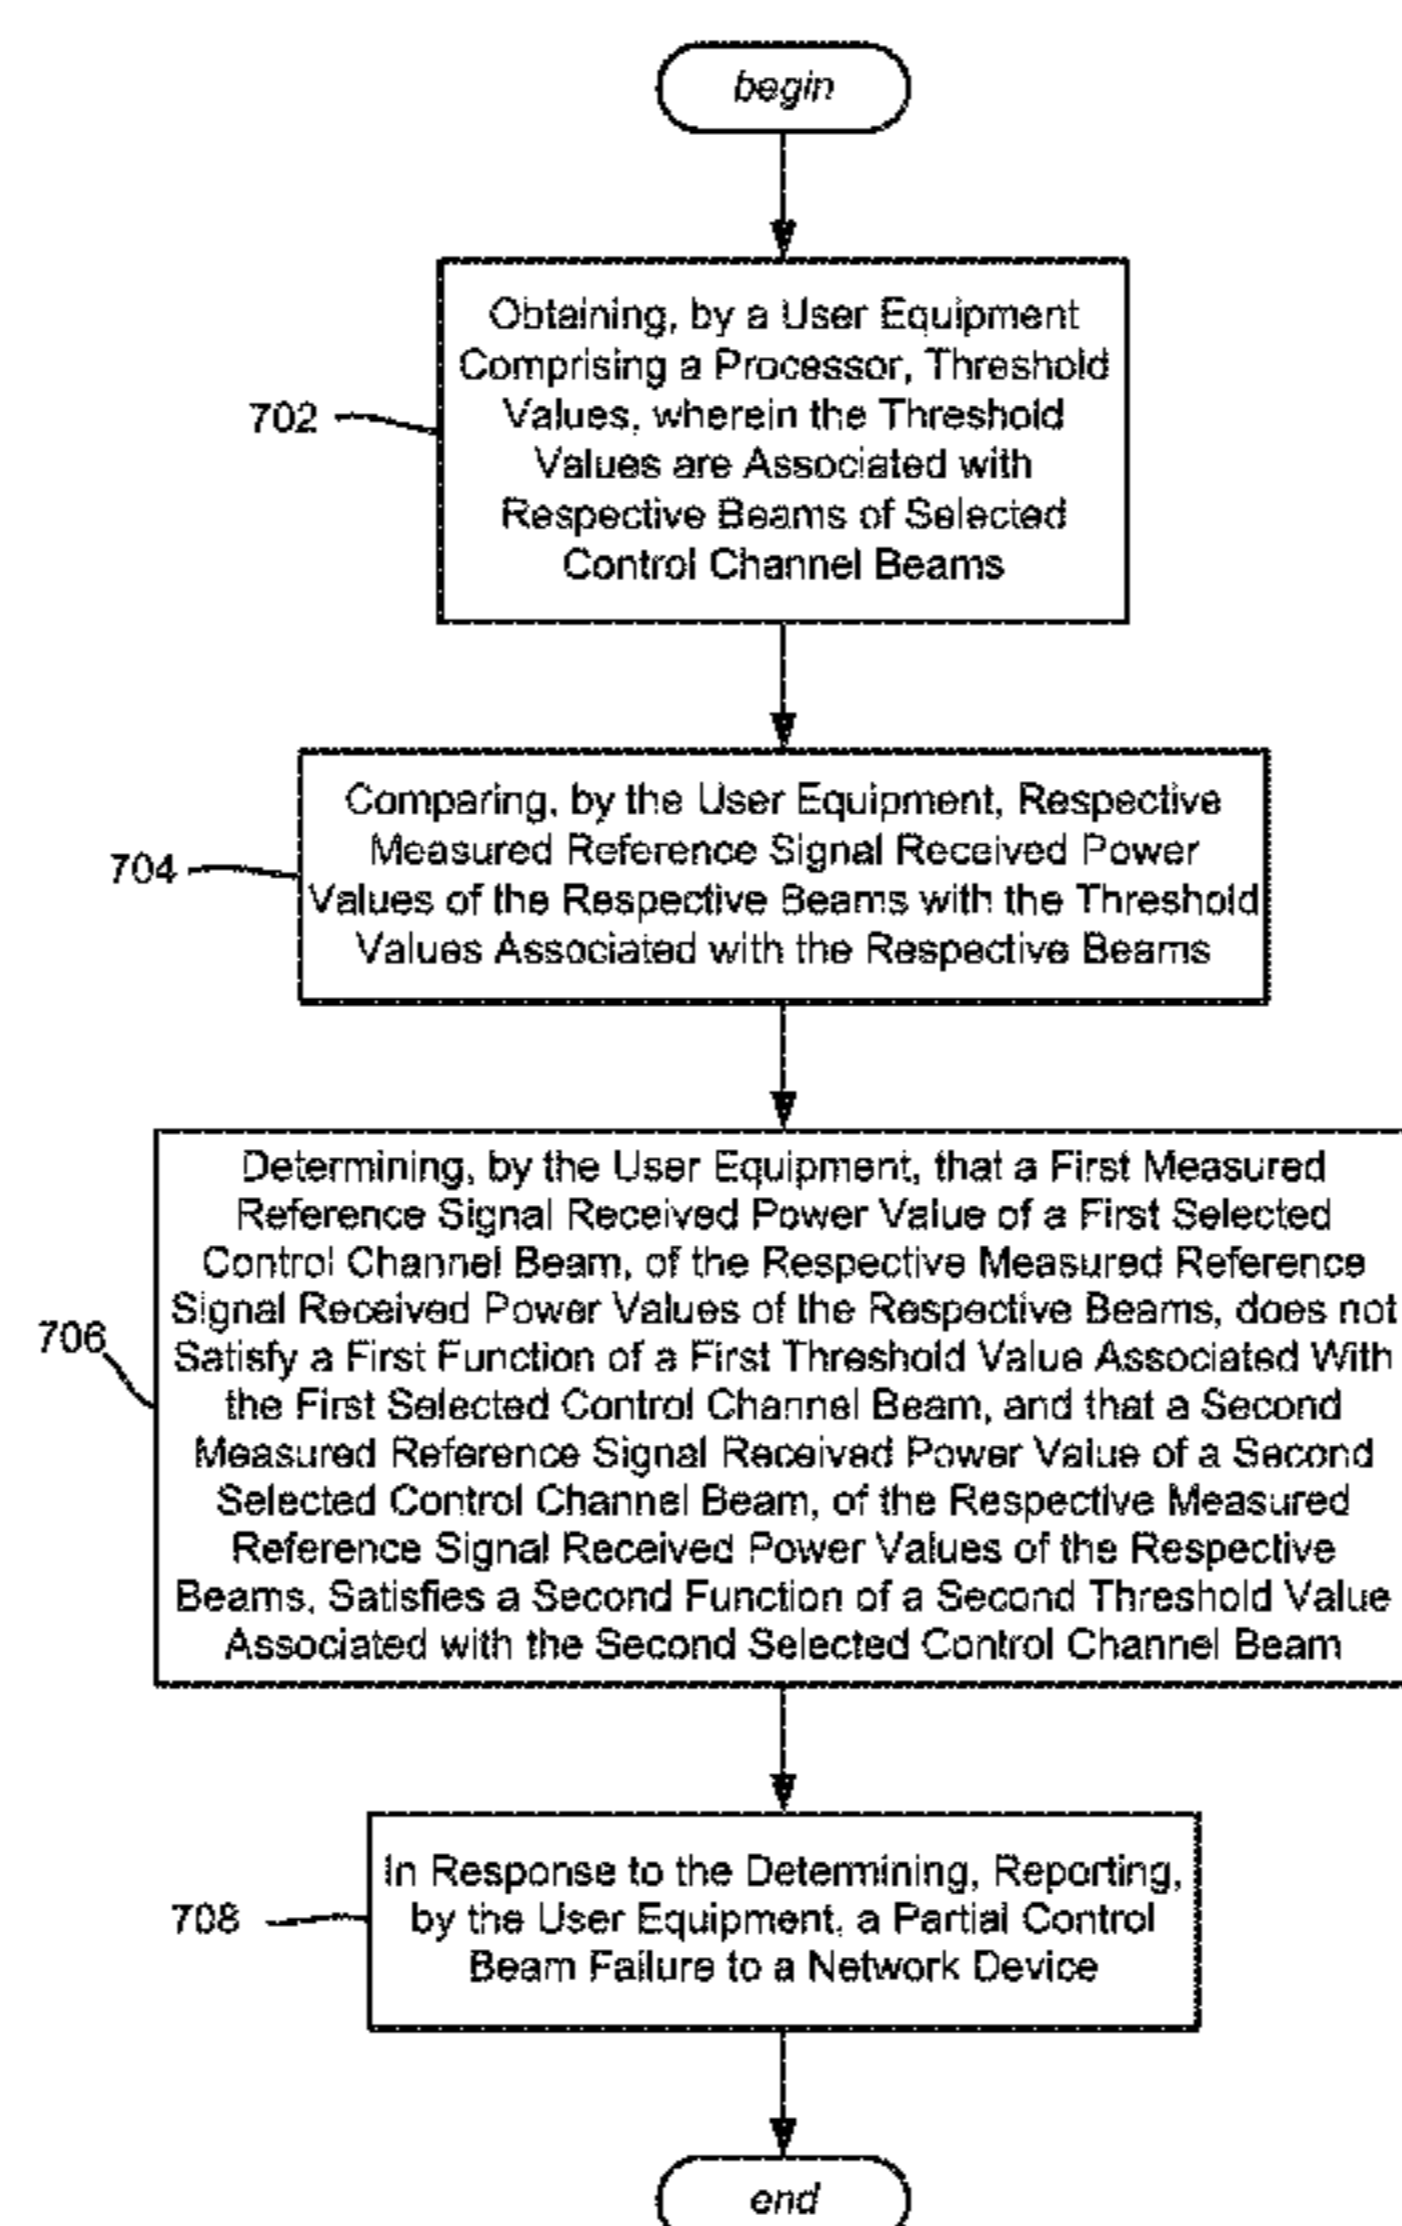 begin
702
Obtaining, by a User Equipment
Comprising a Processor, Threshold
Values, wherein the Threshold
Values are Associated with
Respective Beams of Selected
Control Channel Beams
704
Comparing, by the User Equipment, Respective
Measured Reference Signal Received Power
Values of the Respective Beams with the Threshold
Values Associated with the Respective Beams
706
Determining, by the User Equipment, that a First Measured
Reference Signal Received Power Value of a First Selected
Control Channel Beam, of the Respective Measured Reference
Signal Received Power Values of the Respective Beams, does not
Satisfy a First Function of a First Threshold Value Associated With
the First Selected Control Channel Beam, and that a Second
Measured Reference Signal Received Power Value of a Second
Selected Control Channel Beam, of the Respective Measured
Reference Signal Received Power Values of the Respective
Beams, Satisfies a Second Function of a Second Threshold Value
Associated with the Second Selected Control Channel Beam
708
In Response to the Determining, Reporting,
by the User Equipment, a Partial Control
Beam Failure to a Network Device
end